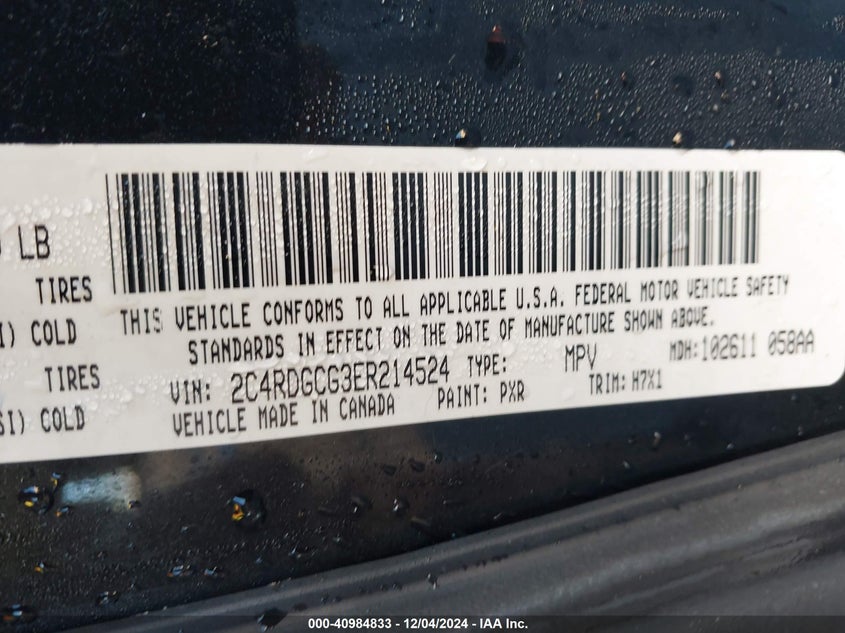 LB
TIRES
COLD
TIRES
COLD
THIS VEHICLE CONFORMS TO ALL APPLICABLE U.S.A. FEDERAL MOTOR VEHICLE SAFETY
STANDARDS IN EFFECT ON THE DATE OF MANUFACTURE SHOWN ABOVE.
VIN: 2C4RDGCG3ER214524 TYPE: MPV MDH:102611 058AA
VEHICLE MADE IN CANADA PAINT: PXR TRIM: H7X1
000-40984833 - 12/04/2024 - IAA Inc.